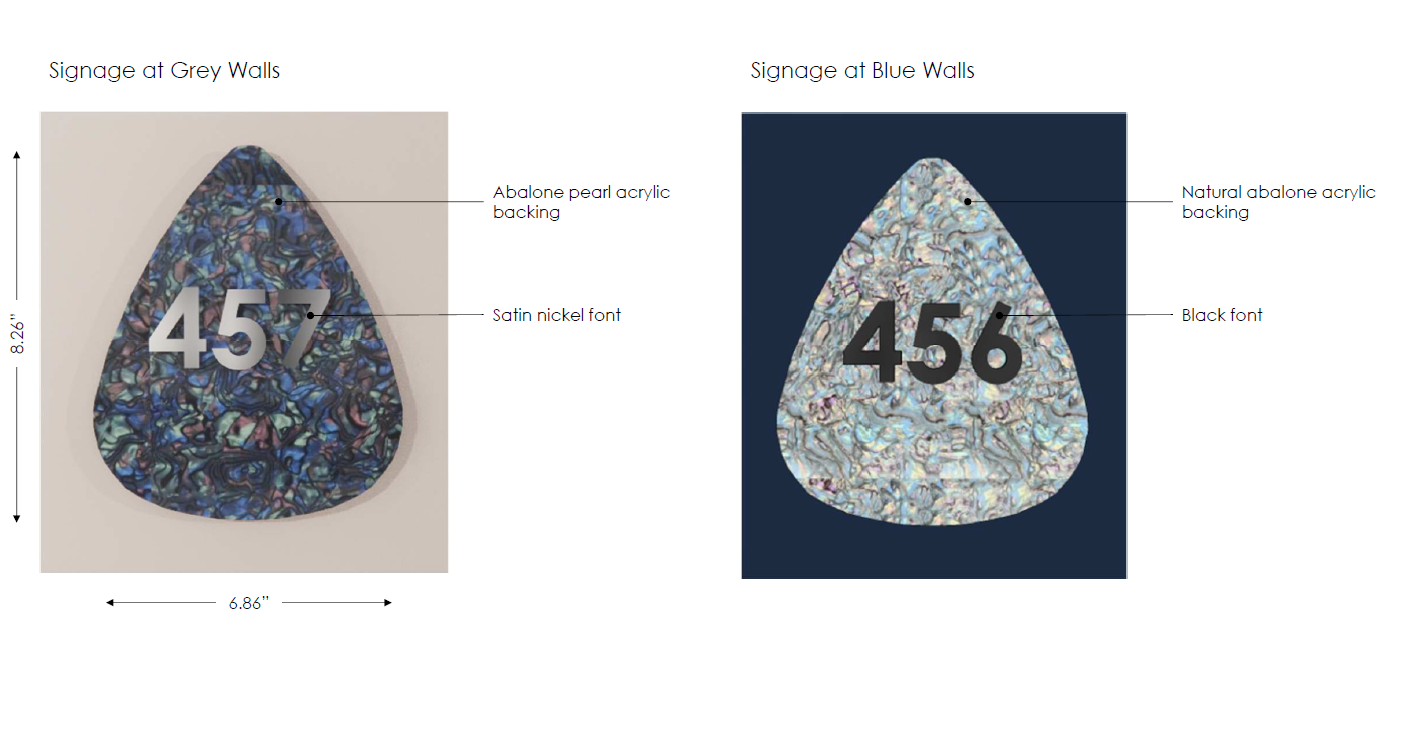 Signage at Grey Walls
Signage at Blue Walls
8.26”
457
Abalone pearl acrylic
backing
Satin nickel font
6.86”
456
Natural abalone acrylic
backing
Black font